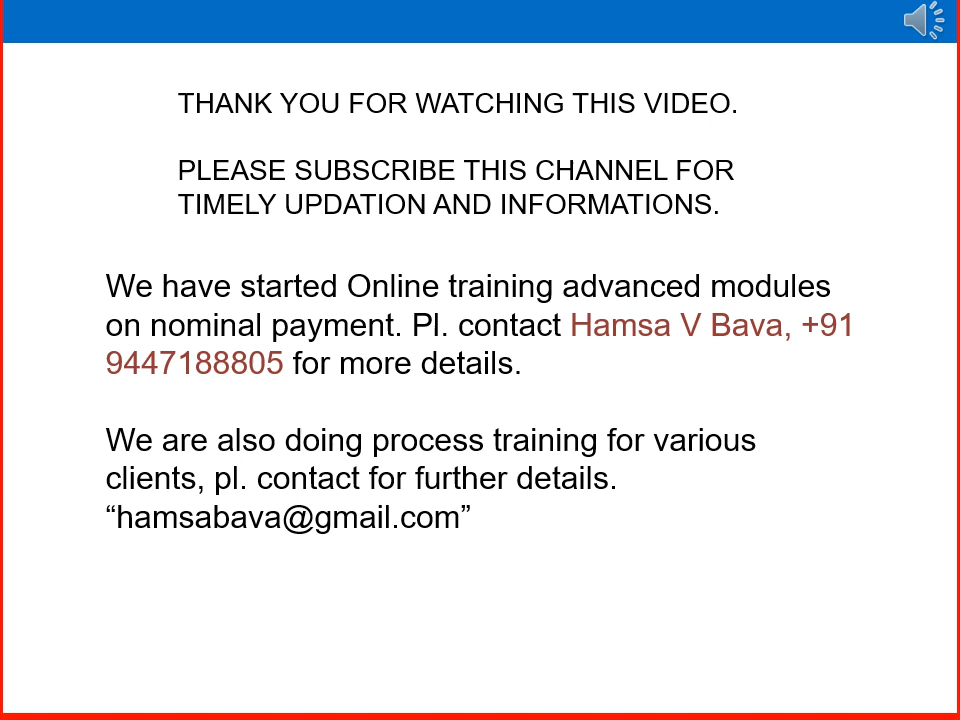 THANK YOU FOR WATCHING THIS VIDEO.
PLEASE SUBSCRIBE THIS CHANNEL FOR
TIMELY UPDATION AND INFORMATIONS.
We have started Online training advanced modules
on nominal payment. Pl. contact Hamsa V Bava, +91
9447188805 for more details.
We are also doing process training for various
clients, pl. contact for further details.
“hamsabava@gmail.com”